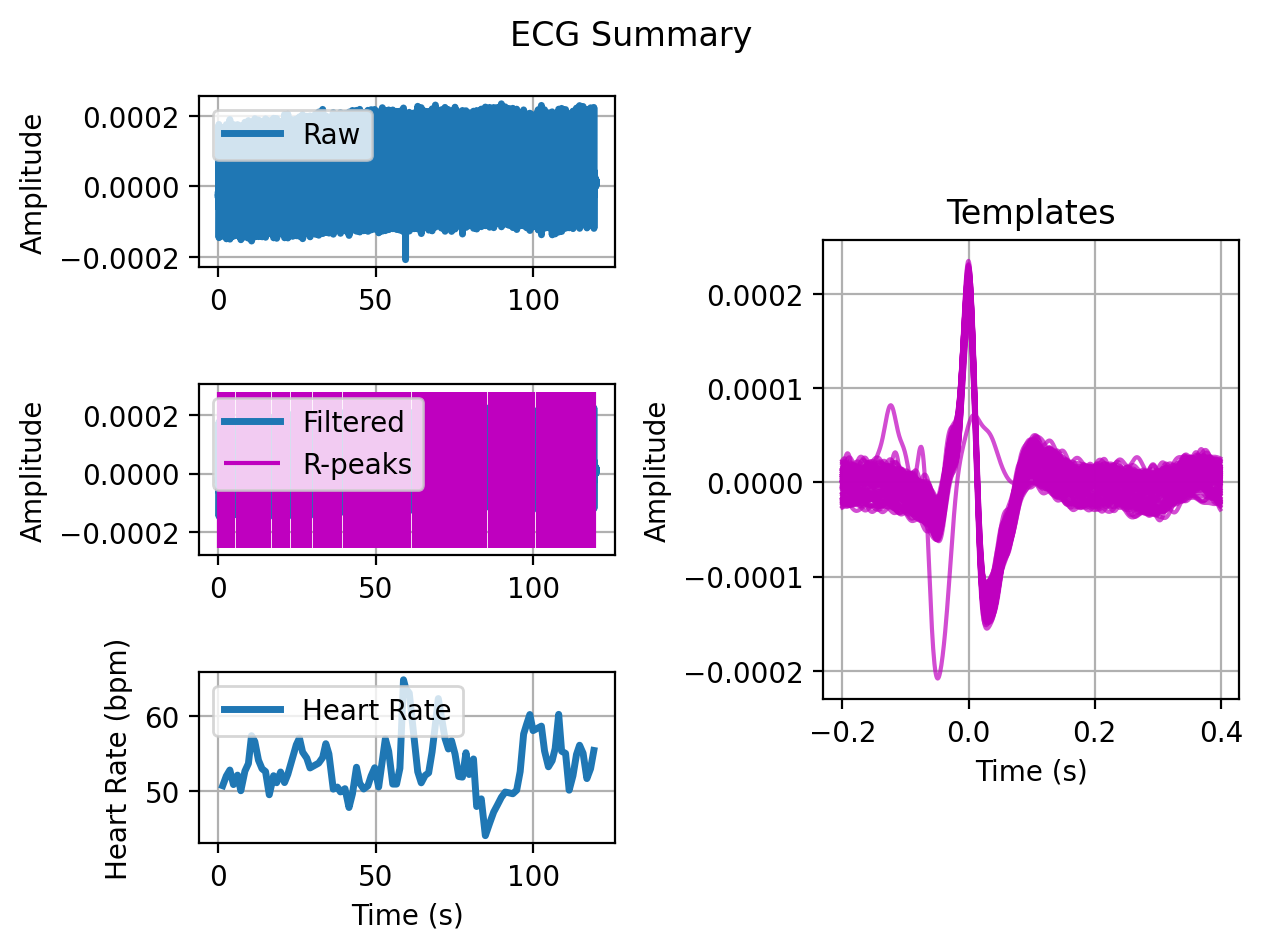 ECG Summary
Amplitude
0.0002
0.0000
−0.0002
Raw
0 50 100
Amplitude
0.0002
0.0000
−0.0002
Filtered
R-peaks
0 50 100
Heart Rate (bpm)
60
50
Heart Rate
0 50 100
Time (s)
Templates
Amplitude
0.0002
0.0001
0.0000
−0.0001
−0.0002
−0.2 0.0 0.2 0.4
Time (s)